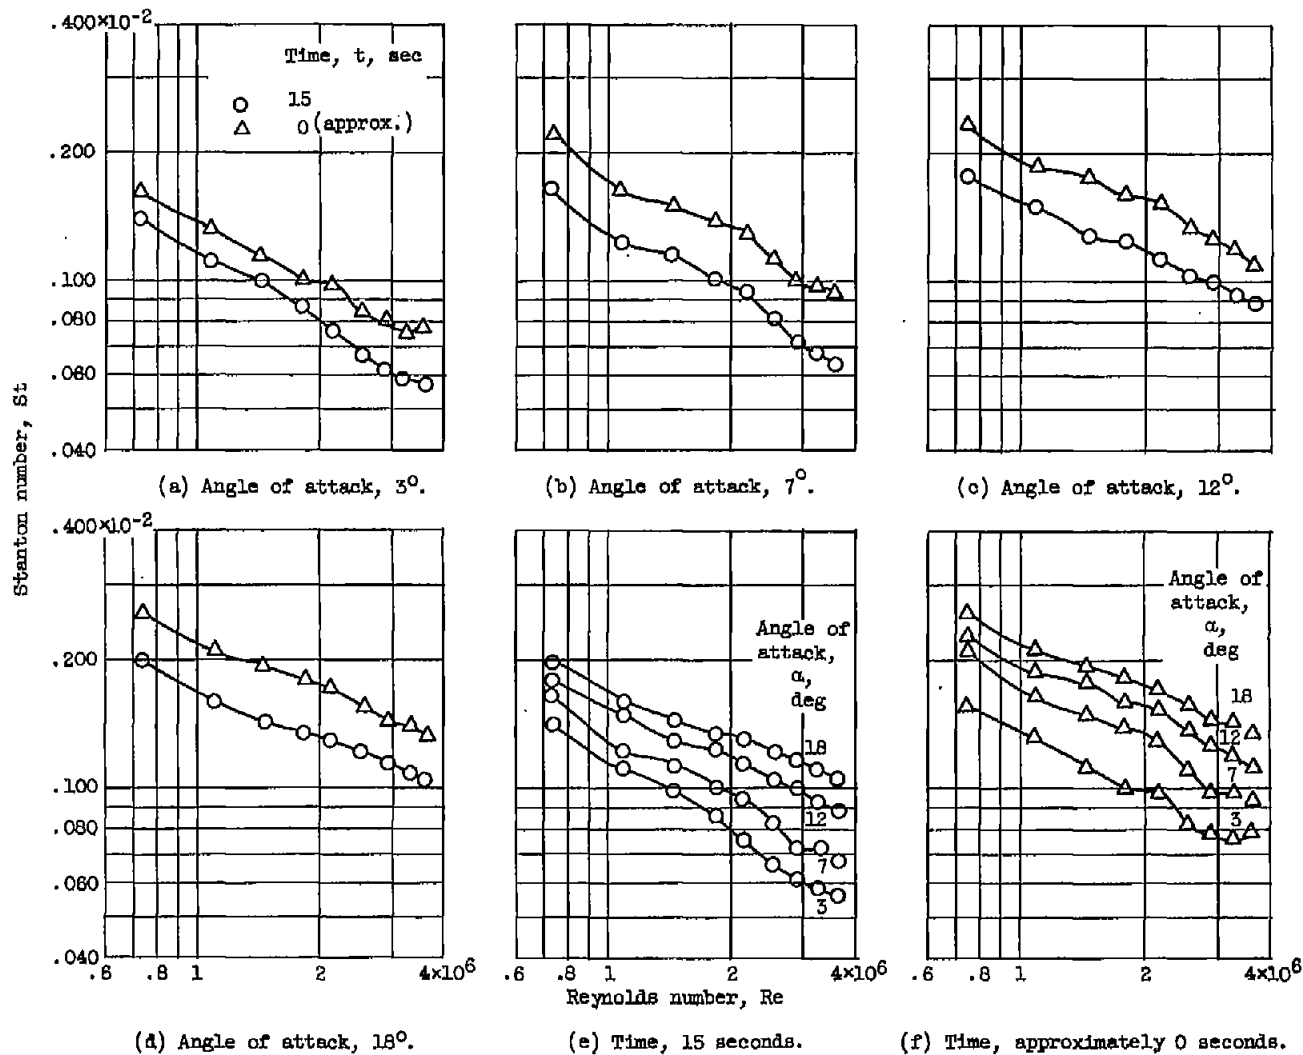 .400×10-2
Time, t, sec
15
0 (approx.)
.200
.100
.080
.060
.040
(a) Angle of attack, 3°.
(b) Angle of attack, 7°.
(c) Angle of attack, 12°.
Stanton number, St
.400×10-2
.200
.100
.080
.060
.040
Angle of
attack,
α,
deg
18
12
7
3
Angle of
attack,
α,
deg
18
12
7
3
.6 .8 1 2 4×10⁶
.6 .8 1 2 4×10⁶
.6 .8 1 2 4×10⁶
Reynolds number, Re
(d) Angle of attack, 18°.
(e) Time, 15 seconds.
(f) Time, approximately 0 seconds.